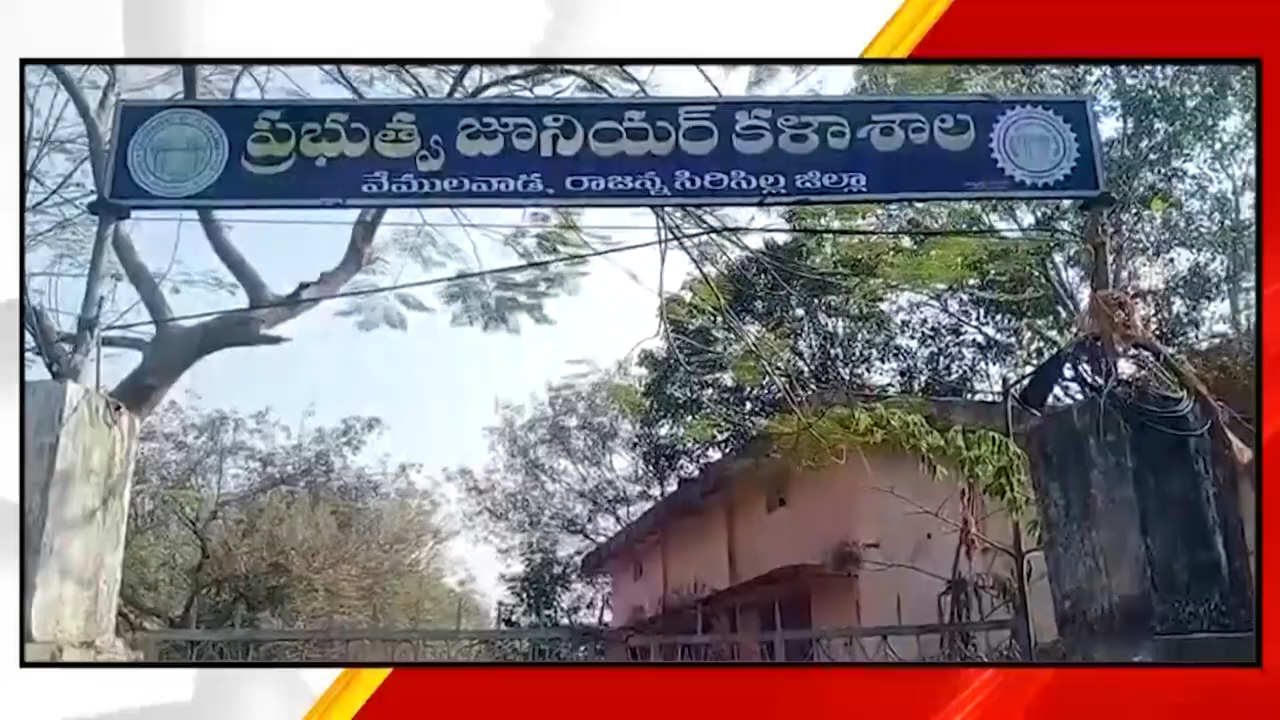 ప్రభుత్వ జూనియర్ కళాశాల
వేములవాడ, రాజన్న సిరిసిల్ల జిల్లా